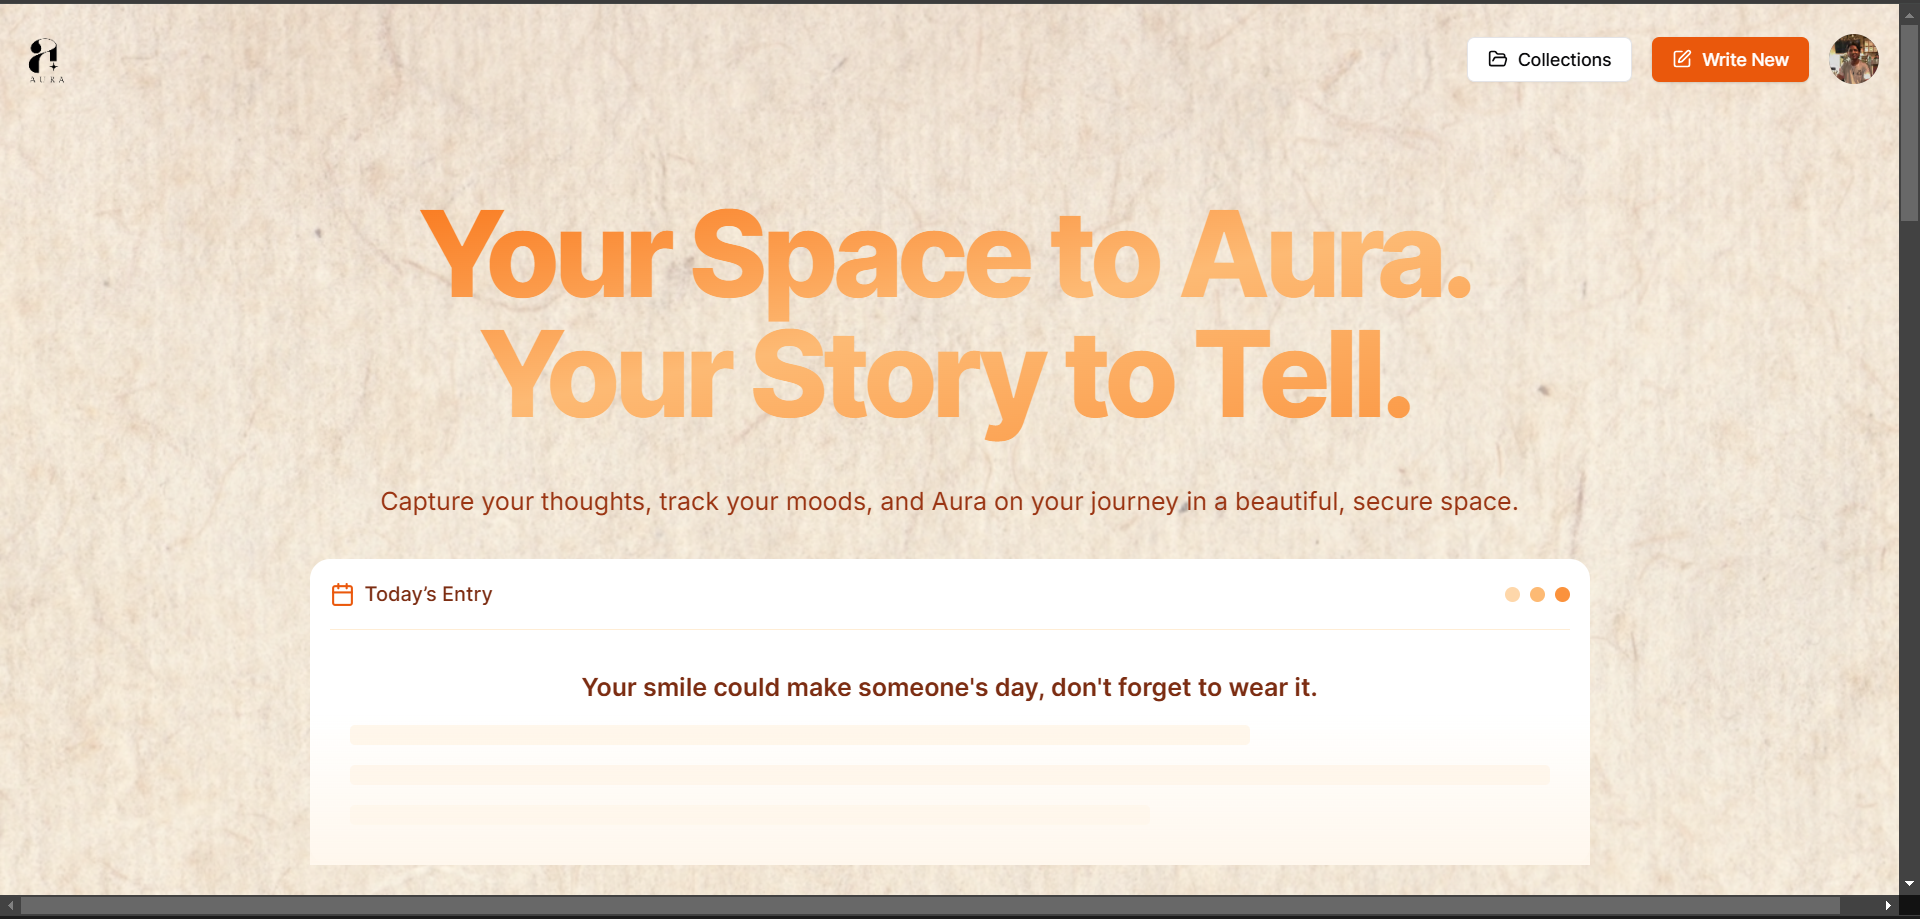 AURA
Collections
Write New
Your Space to Aura.
Your Story to Tell.
Capture your thoughts, track your moods, and Aura on your journey in a beautiful, secure space.
Today’s Entry
Your smile could make someone's day, don't forget to wear it.